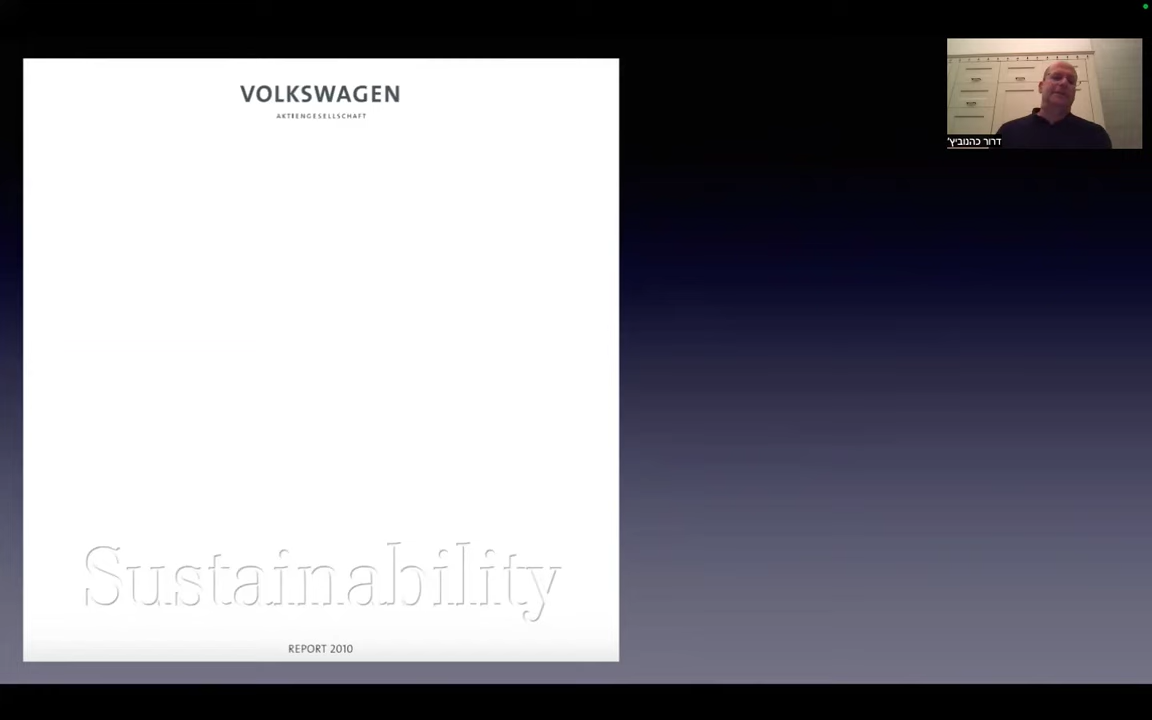 VOLKSWAGEN
AKTIENGESELLSCHAFT
דרור כהנוביץ'
Sustainability
REPORT 2010